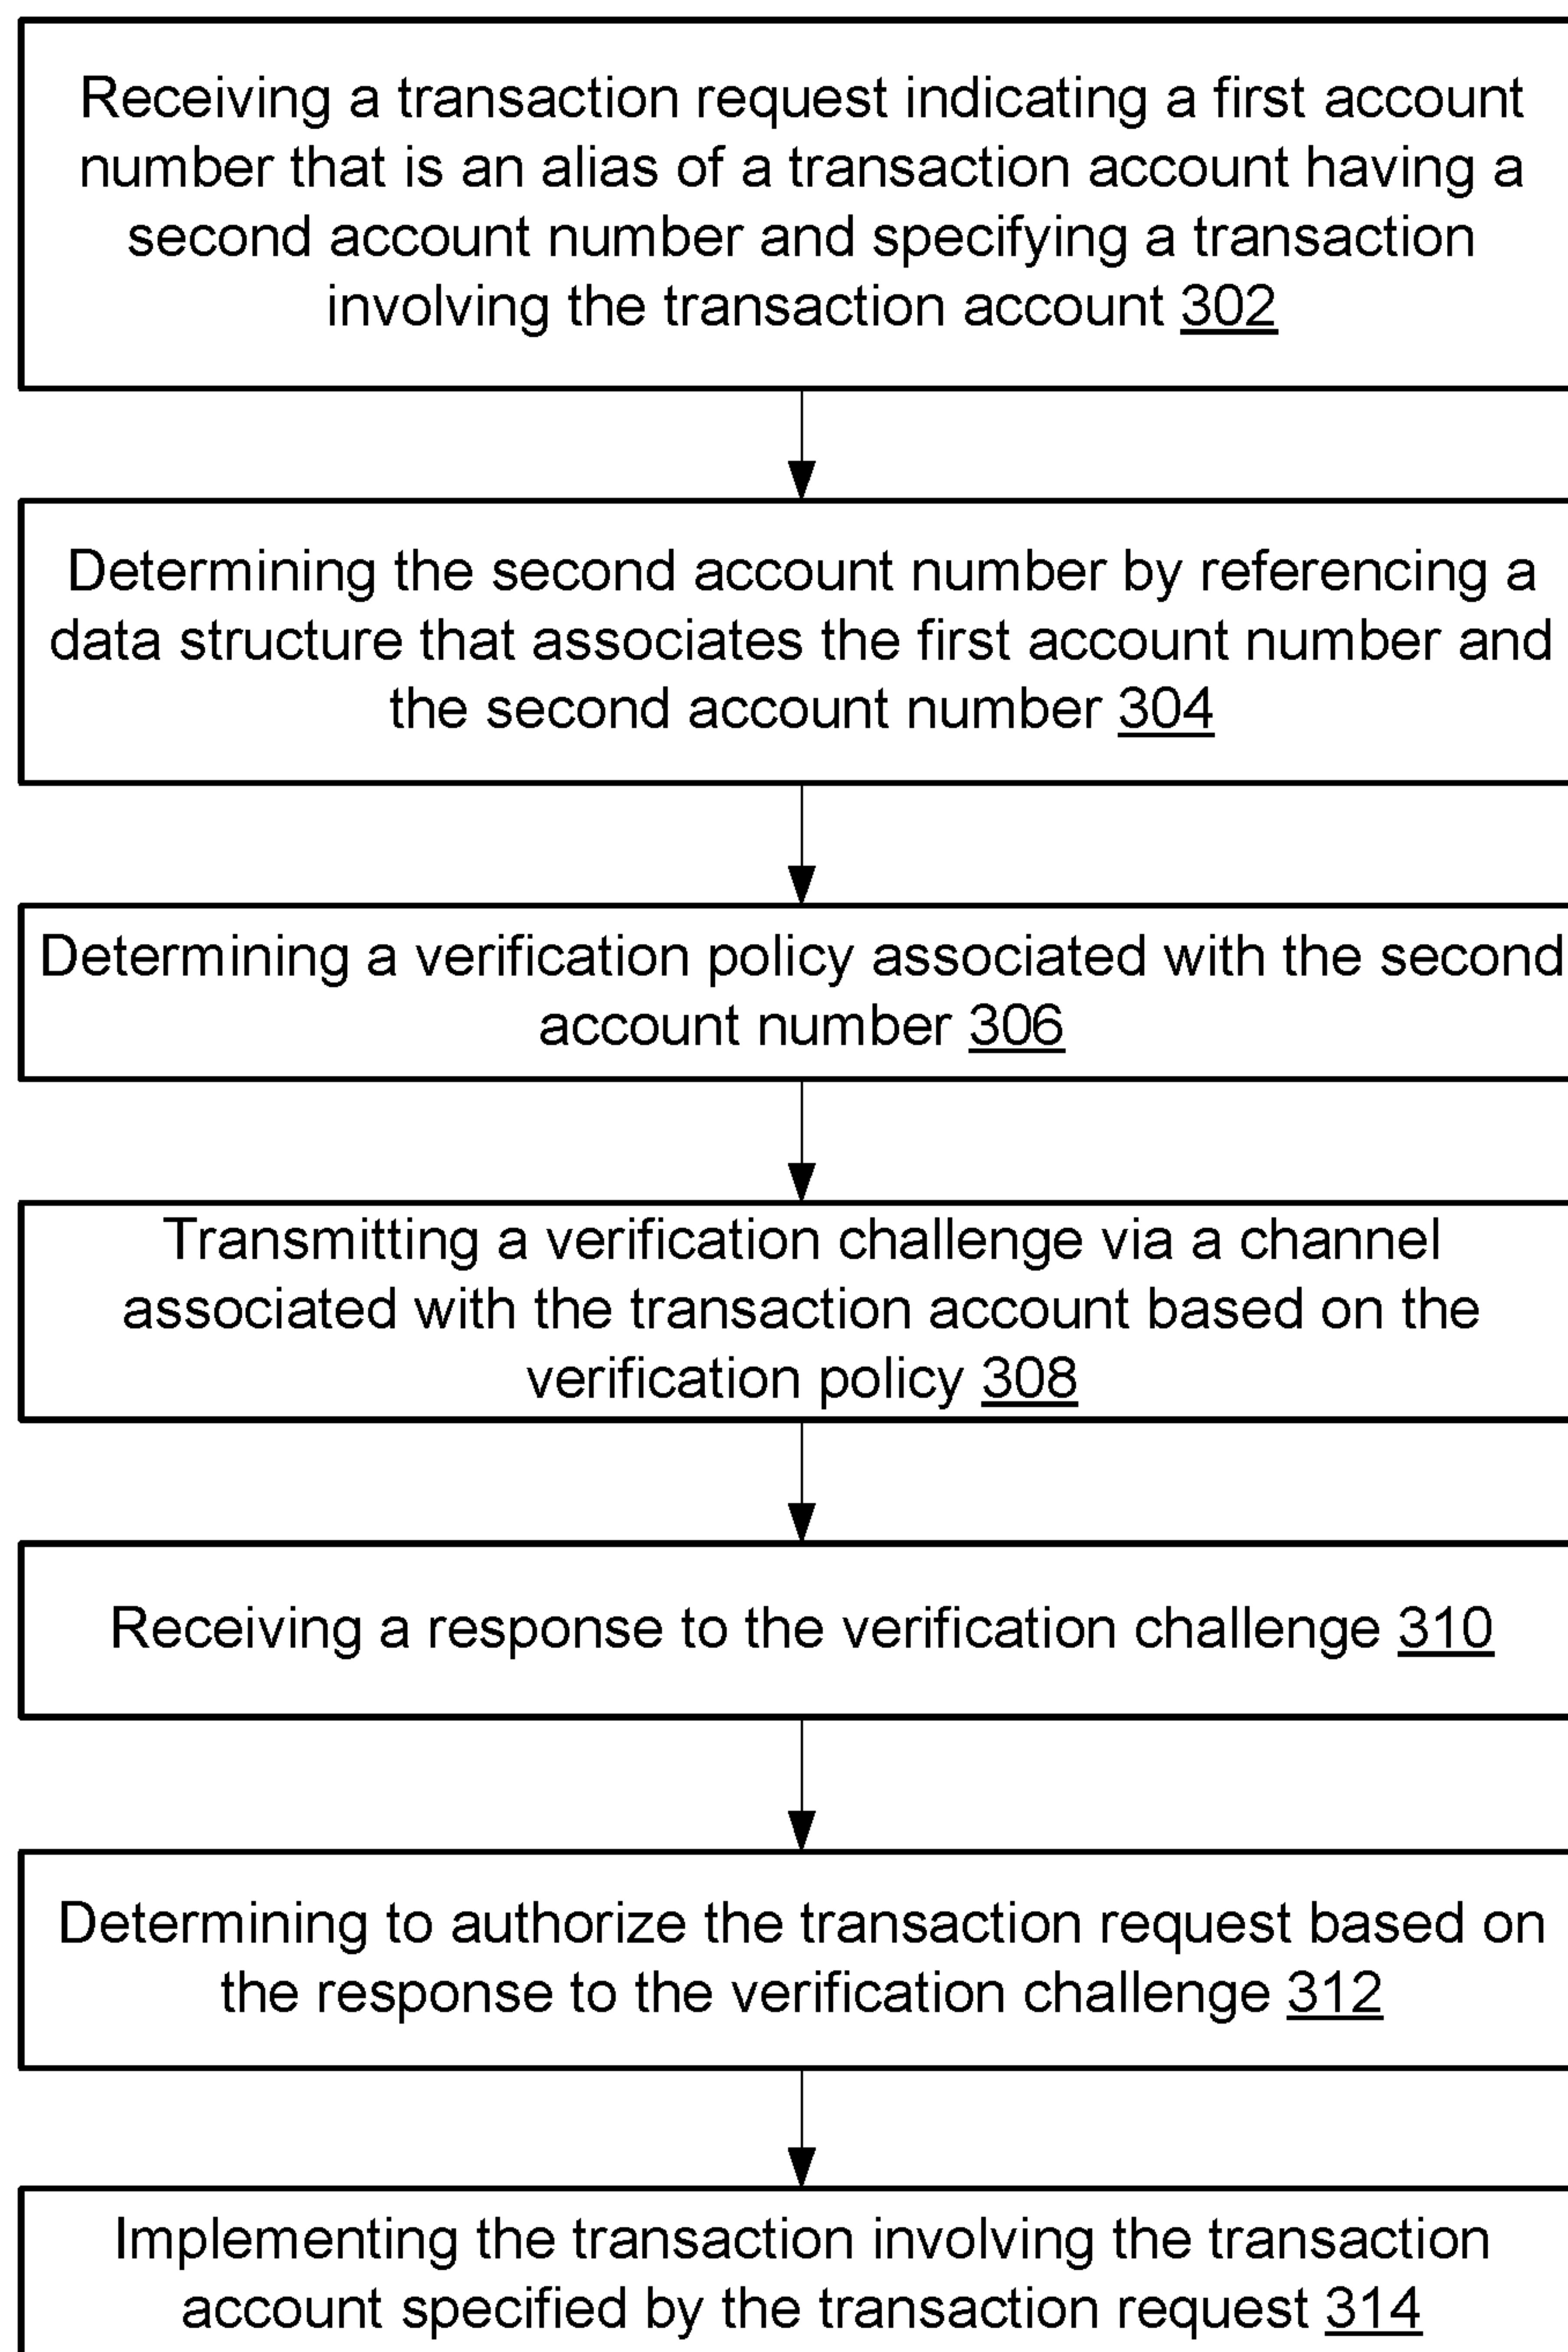 Receiving a transaction request indicating a first account
number that is an alias of a transaction account having a
second account number and specifying a transaction
involving the transaction account 302
Determining the second account number by referencing a
data structure that associates the first account number and
the second account number 304
Determining a verification policy associated with the second
account number 306
Transmitting a verification challenge via a channel
associated with the transaction account based on the
verification policy 308
Receiving a response to the verification challenge 310
Determining to authorize the transaction request based on
the response to the verification challenge 312
Implementing the transaction involving the transaction
account specified by the transaction request 314